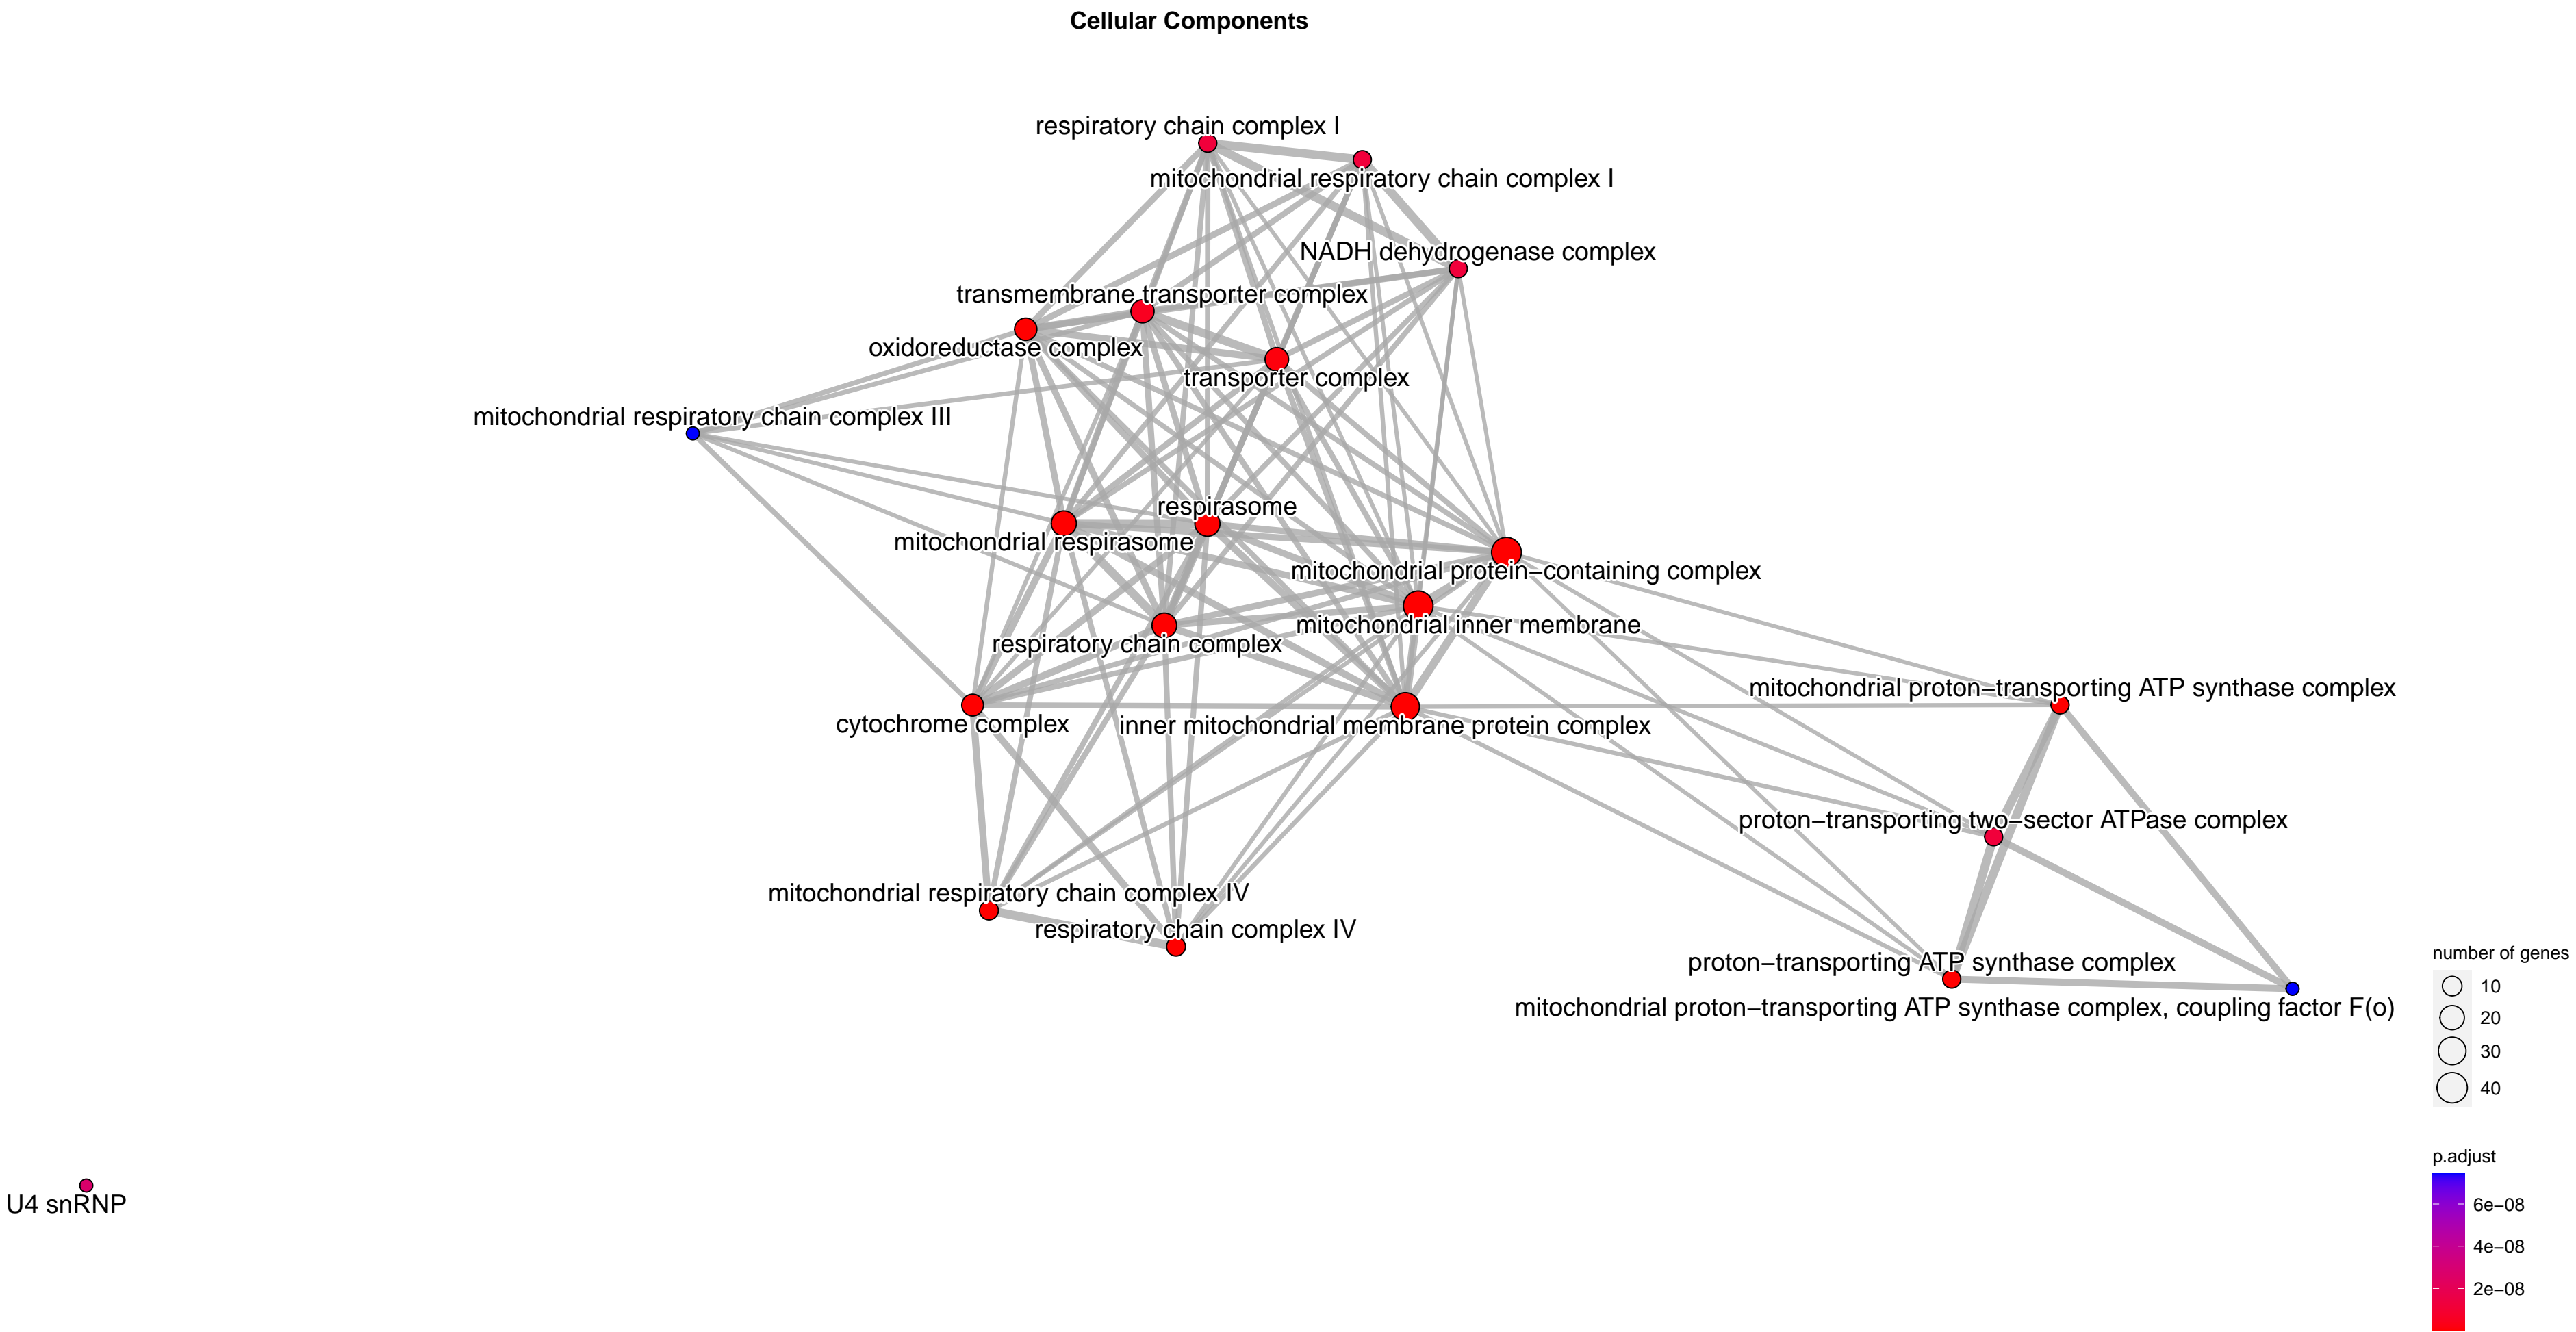 Cellular Components
respiratory chain complex I
mitochondrial respiratory chain complex I
NADH dehydrogenase complex
transmembrane transporter complex
oxidoreductase complex
transporter complex
mitochondrial respiratory chain complex III
respirasome
mitochondrial respirasome
mitochondrial protein−containing complex
mitochondrial inner membrane
respiratory chain complex
mitochondrial proton−transporting ATP synthase complex
cytochrome complex
inner mitochondrial membrane protein complex
proton−transporting two−sector ATPase complex
mitochondrial respiratory chain complex IV
respiratory chain complex IV
proton−transporting ATP synthase complex
mitochondrial proton−transporting ATP synthase complex, coupling factor F(o)
U4 snRNP
number of genes
10
20
30
40
p.adjust
6e−08
4e−08
2e−08